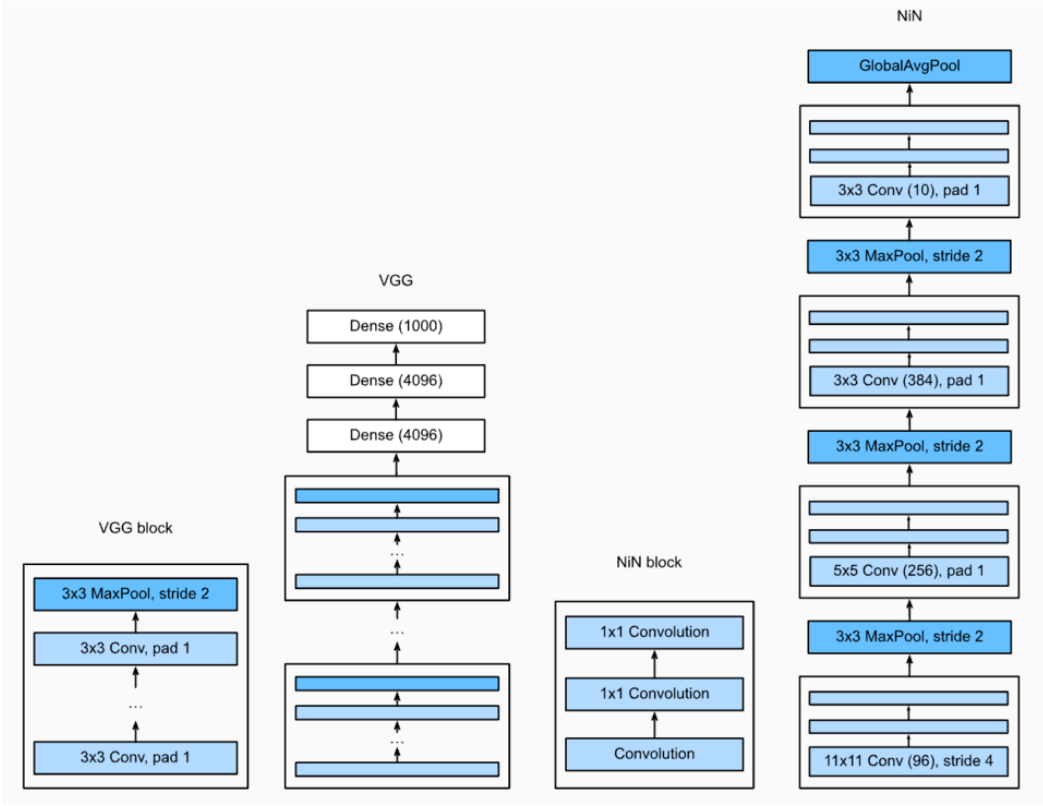 VGG block
3x3 MaxPool, stride 2
3x3 Conv, pad 1
...
3x3 Conv, pad 1
VGG
Dense (1000)
Dense (4096)
Dense (4096)
...
...
...
NiN block
1x1 Convolution
1x1 Convolution
Convolution
NiN
GlobalAvgPool
3x3 Conv (10), pad 1
3x3 MaxPool, stride 2
3x3 Conv (384), pad 1
3x3 MaxPool, stride 2
5x5 Conv (256), pad 1
3x3 MaxPool, stride 2
11x11 Conv (96), stride 4